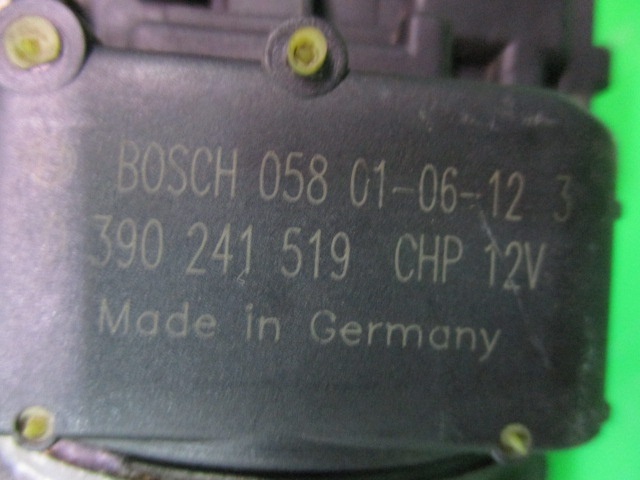 BOSCH 058 01-06-12 3
390 241 519 CHP 12V
Made in Germany